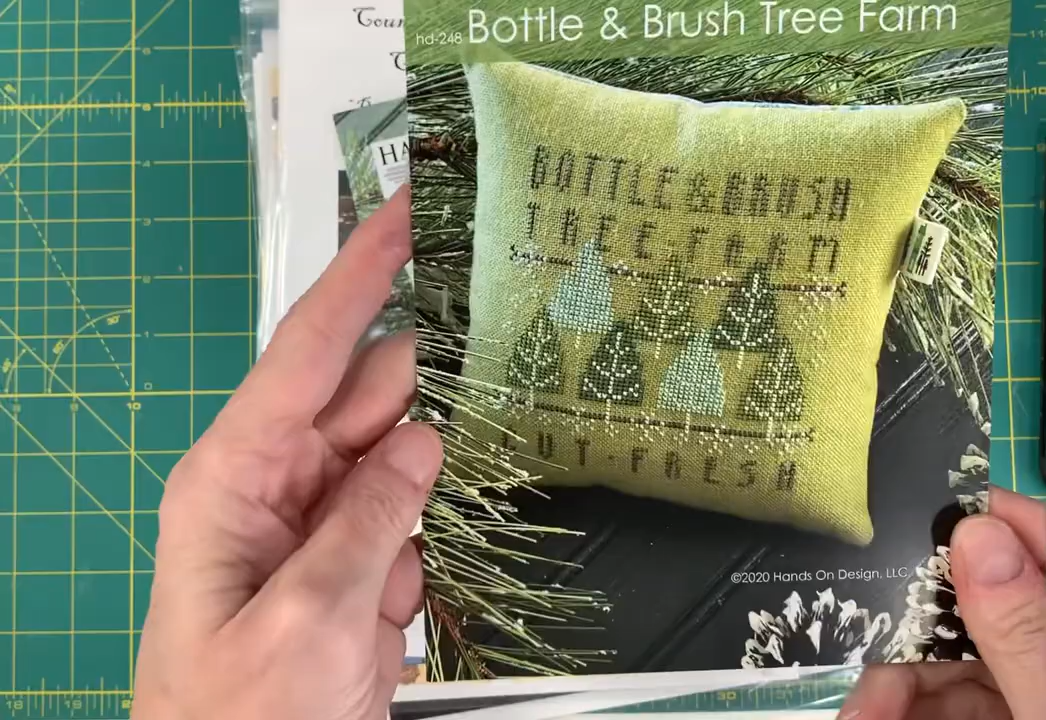 hd-248 Bottle & Brush Tree Farm
BOTTLE & BRUSH
TREE·FARM
CUT·FRESH
©2020 Hands On Design, LLC